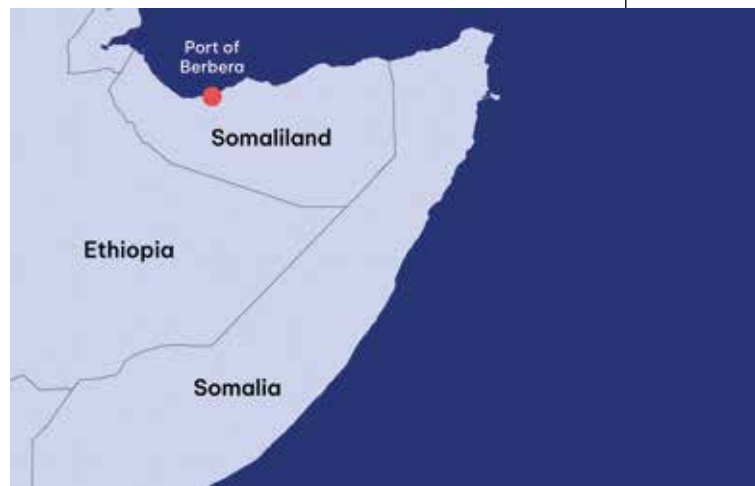 Port of
Berbera
Somaliland
Ethiopia
Somalia